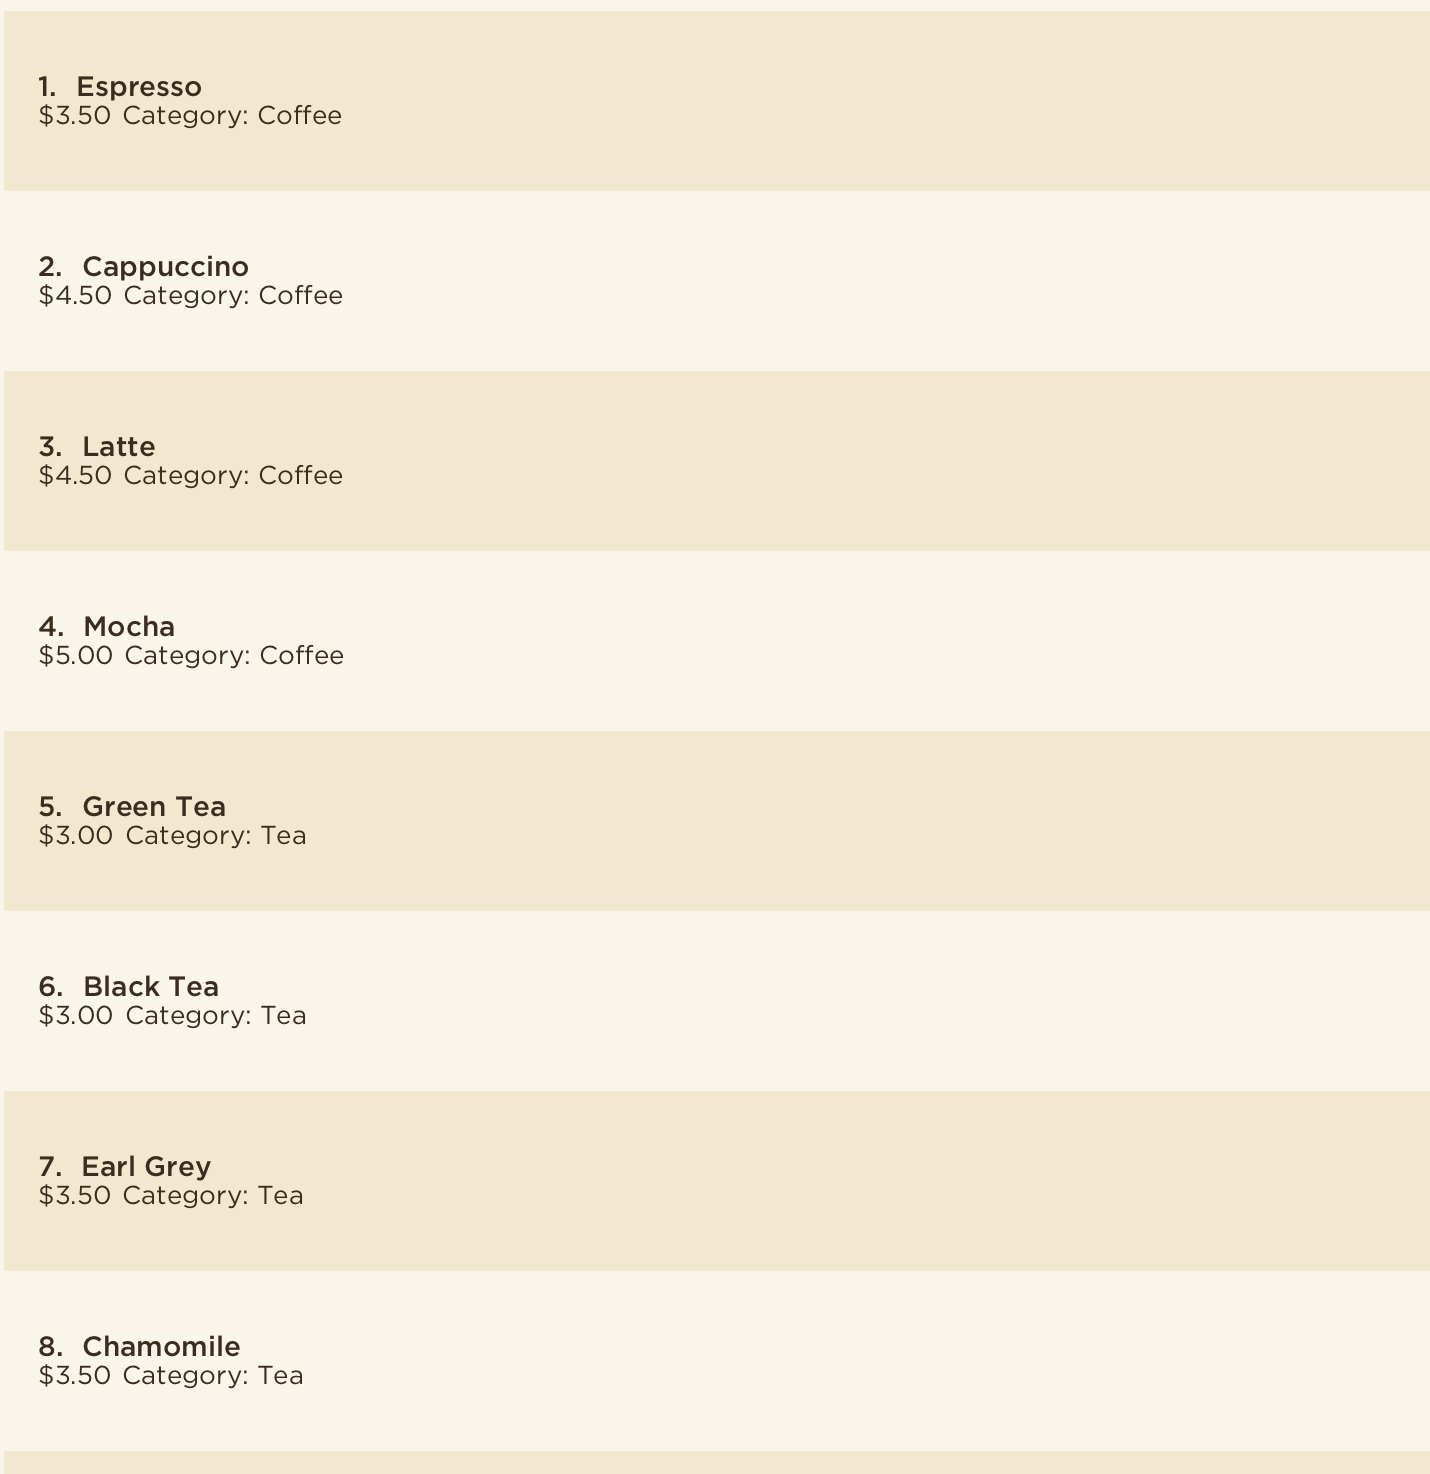 1. Espresso
$3.50 Category: Coffee
2. Cappuccino
$4.50 Category: Coffee
3. Latte
$4.50 Category: Coffee
4. Mocha
$5.00 Category: Coffee
5. Green Tea
$3.00 Category: Tea
6. Black Tea
$3.00 Category: Tea
7. Earl Grey
$3.50 Category: Tea
8. Chamomile
$3.50 Category: Tea